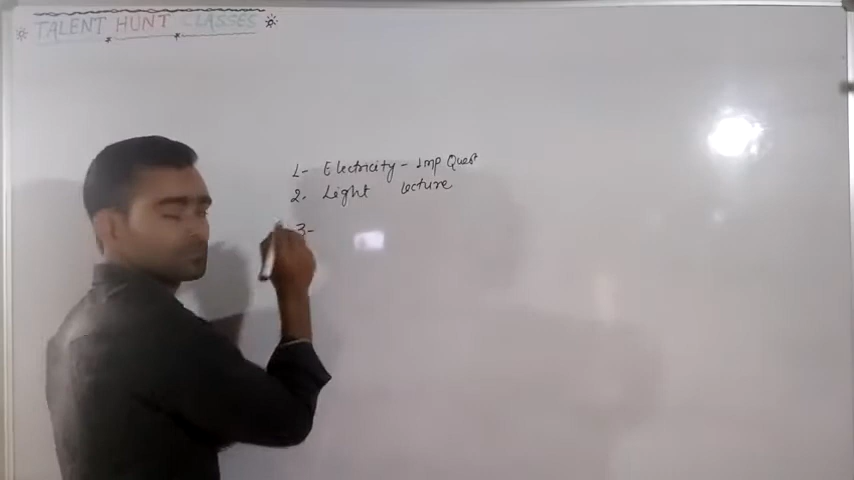 TALENT HUNT CLASSES
1- Electricity - Imp Quest
2. Light lecture
3-